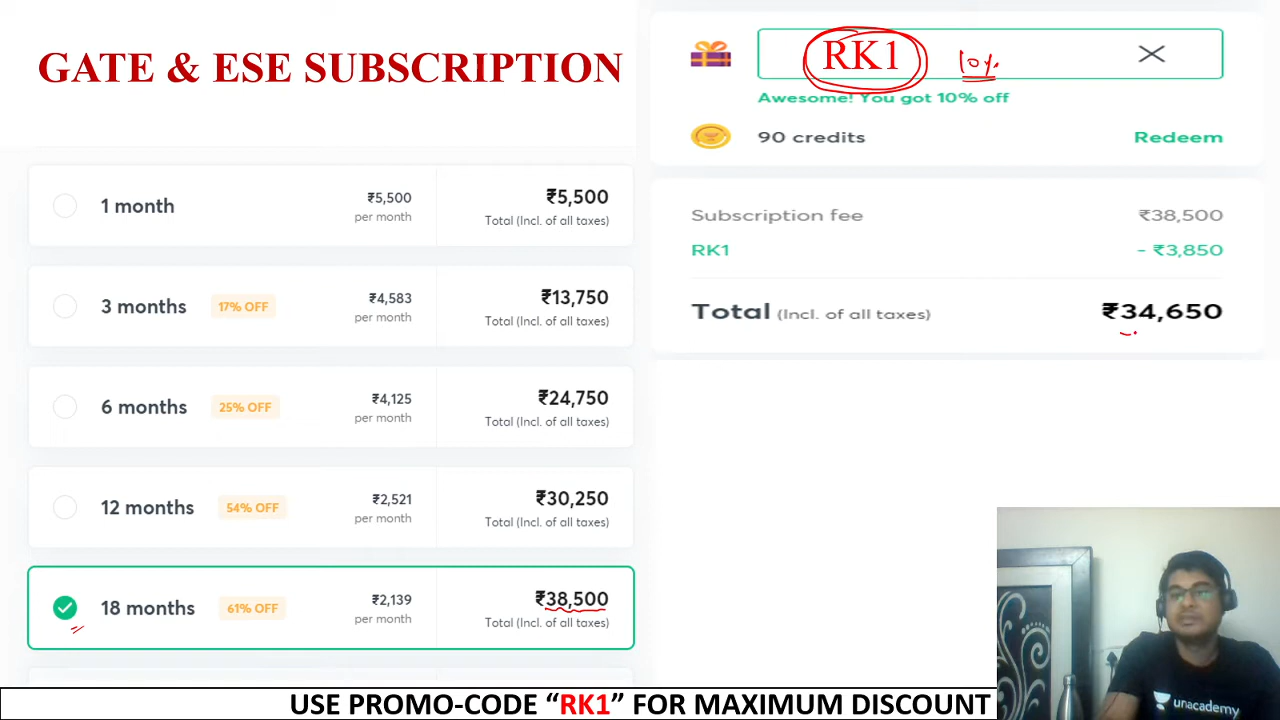 GATE & ESE SUBSCRIPTION
1 month
₹5,500
per month
₹5,500
Total (Incl. of all taxes)
3 months
17% OFF
₹4,583
per month
₹13,750
Total (Incl. of all taxes)
6 months
25% OFF
₹4,125
per month
₹24,750
Total (Incl. of all taxes)
12 months
54% OFF
₹2,521
per month
₹30,250
Total (Incl. of all taxes)
18 months
61% OFF
₹2,139
per month
₹38,500
Total (Incl. of all taxes)
RK1
10%
Awesome! You got 10% off
90 credits
Redeem
Subscription fee
₹38,500
RK1
- ₹3,850
Total (Incl. of all taxes)
₹34,650
unacademy
USE PROMO-CODE “RK1” FOR MAXIMUM DISCOUNT